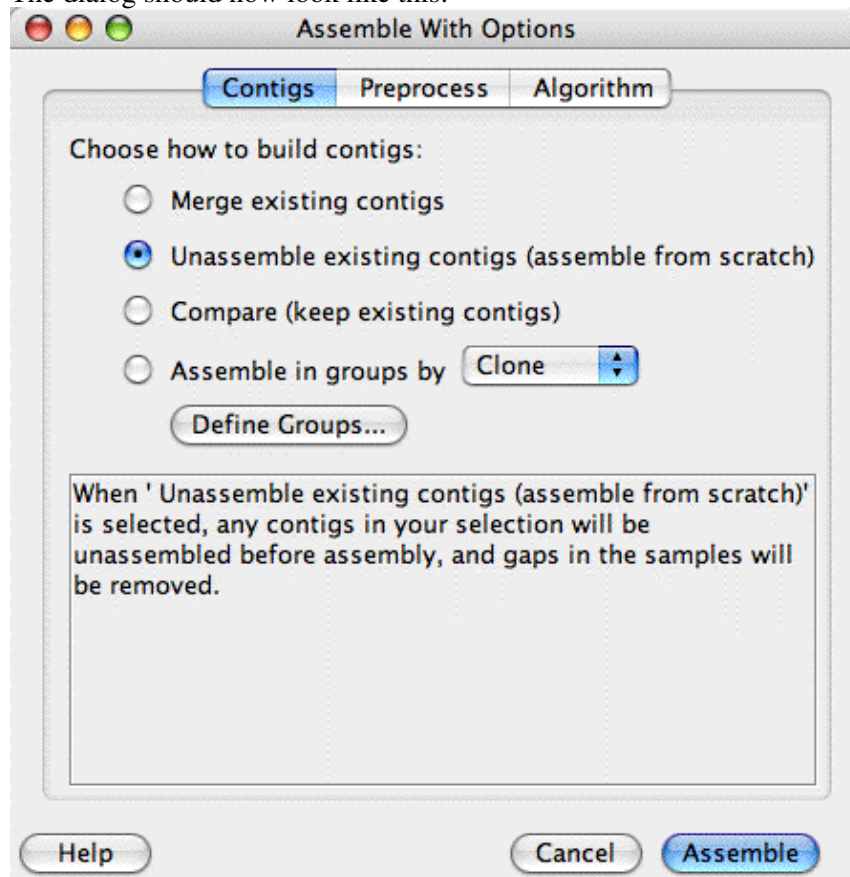 The dialog should now look like this:
Assemble With Options
Contigs Preprocess Algorithm
Choose how to build contigs:
Merge existing contigs
Unassemble existing contigs (assemble from scratch)
Compare (keep existing contigs)
Assemble in groups by Clone
Define Groups...
When ' Unassemble existing contigs (assemble from scratch)'
is selected, any contigs in your selection will be
unassembled before assembly, and gaps in the samples will
be removed.
Help Cancel Assemble